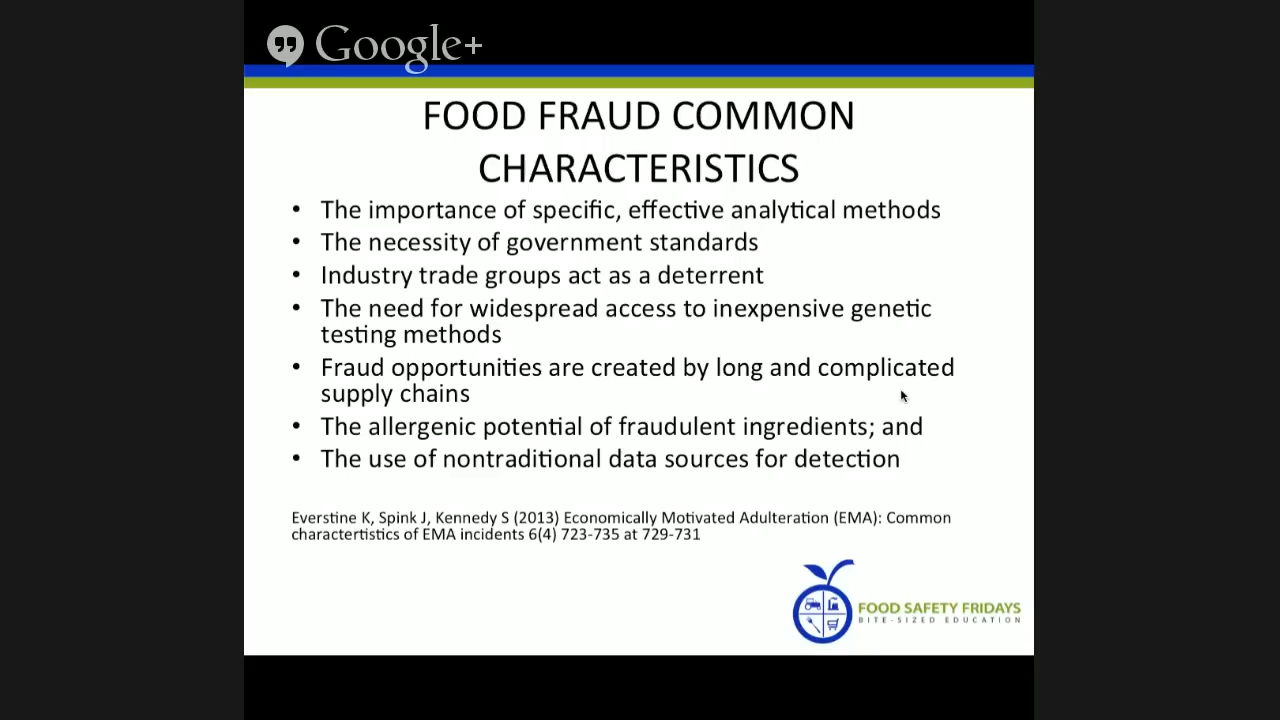 Google+
FOOD FRAUD COMMON
CHARACTERISTICS
• The importance of specific, effective analytical methods
• The necessity of government standards
• Industry trade groups act as a deterrent
• The need for widespread access to inexpensive genetic
testing methods
• Fraud opportunities are created by long and complicated
supply chains
• The allergenic potential of fraudulent ingredients; and
• The use of nontraditional data sources for detection
Everstine K, Spink J, Kennedy S (2013) Economically Motivated Adulteration (EMA): Common
characteristics of EMA incidents 6(4) 723-735 at 729-731
FOOD SAFETY FRIDAYS
BITE-SIZED EDUCATION